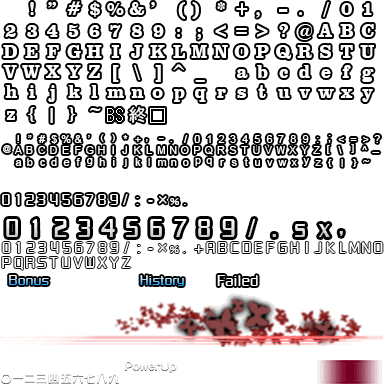 ! " # $ % & ' ( ) * + , - . / 0 1
2 3 4 5 6 7 8 9 : ; < = > ? @ A B C
D E F G H I J K L M N O P Q R S T U
V W X Y Z [ \ ] ^ _ a b c d e f g
h i j k l m n o p q r s t u v w x y
z { | } ~ BS 終 □
! " # $ % & ' ( ) * + , - . / 0 1 2 3 4 5 6 7 8 9 : ; < = > ?
@ A B C D E F G H I J K L M N O P Q R S T U V W X Y Z [ \ ] ^ _
a b c d e f g h i j k l m n o p q r s t u v w x y z { | } ~
0123456789/:-×%.
0123456789/.sx,
0123456789/:-×%.+ABCDEFGHIJKLMNO
PQRSTUVWXYZ
Bonus History Failed
PowerUp
〇一二三四五六七八九